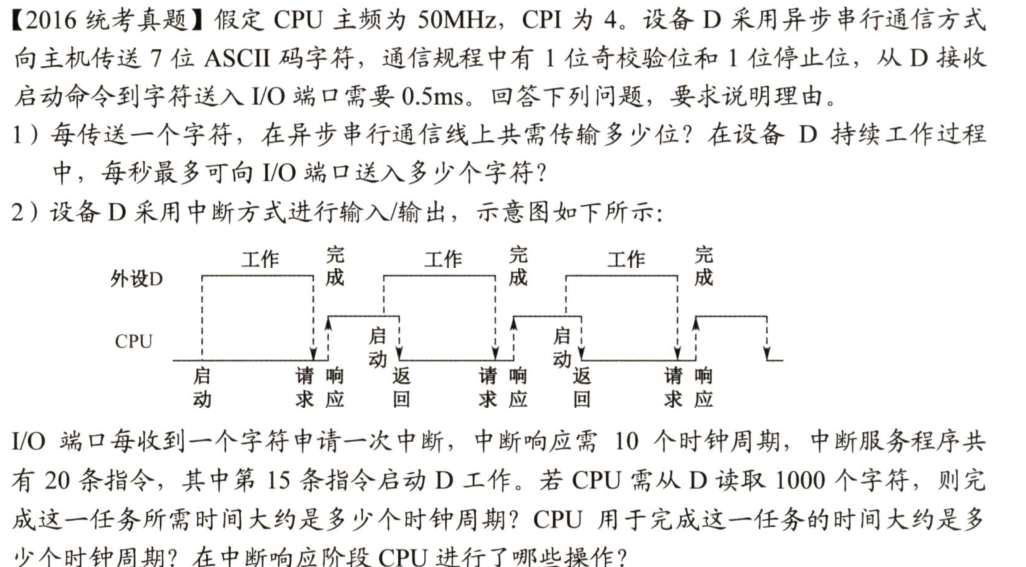 【2016 统考真题】假定 CPU 主频为 50MHz，CPI 为 4。设备 D 采用异步串行通信方式
向主机传送 7 位 ASCII 码字符，通信规程中有 1 位奇校验位和 1 位停止位，从 D 接收
启动命令到字符送入 I/O 端口需要 0.5ms。回答下列问题，要求说明理由。
1）每传送一个字符，在异步串行通信线上共需传输多少位？在设备 D 持续工作过程
中，每秒最多可向 I/O 端口送入多少个字符？
2）设备 D 采用中断方式进行输入/输出，示意图如下所示：
工作 完成 工作 完成 工作 完成
外设D
CPU
启动 启动
启动 请求 响应 返回 请求 响应 返回 请求 响应
I/O 端口每收到一个字符申请一次中断，中断响应需 10 个时钟周期，中断服务程序共
有 20 条指令，其中第 15 条指令启动 D 工作。若 CPU 需从 D 读取 1000 个字符，则完
成这一任务所需时间大约是多少个时钟周期？CPU 用于完成这一任务的时间大约是多
少个时钟周期？在中断响应阶段 CPU 进行了哪些操作？